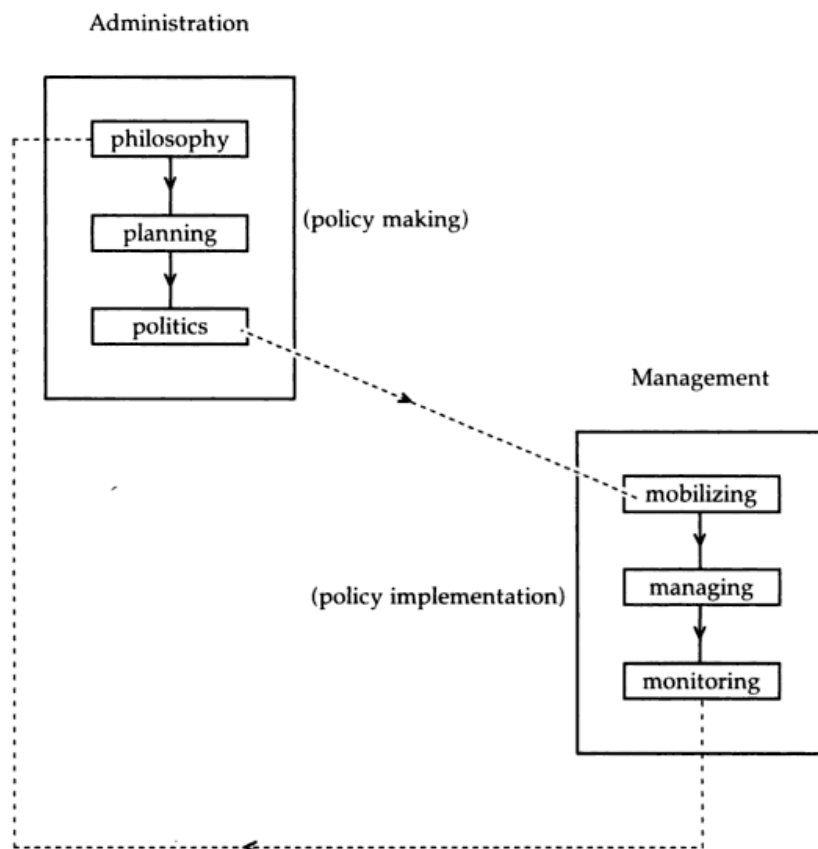 Administration
philosophy
planning
(policy making)
politics
Management
mobilizing
managing
(policy implementation)
monitoring